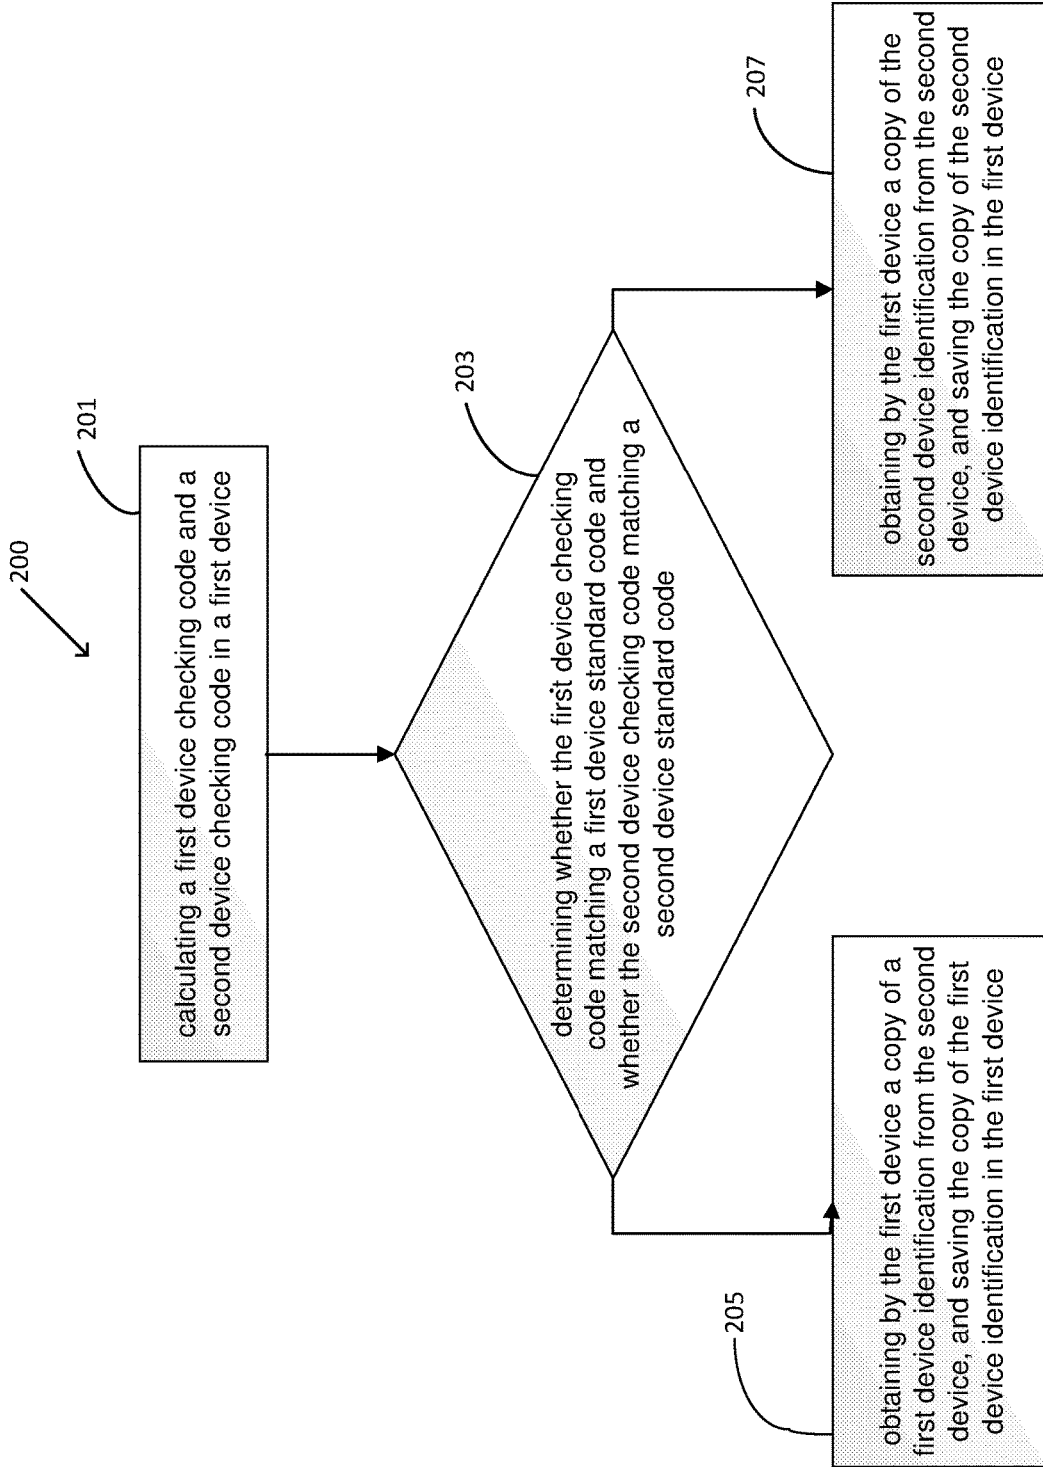 200
201
calculating a first device checking code and a
second device checking code in a first device
203
determining whether the first device checking
code matching a first device standard code and
whether the second device checking code matching a
second device standard code
205
obtaining by the first device a copy of a
first device identification from the second
device, and saving the copy of the first
device identification in the first device
207
obtaining by the first device a copy of the
second device identification from the second
device, and saving the copy of the second
device identification in the first device